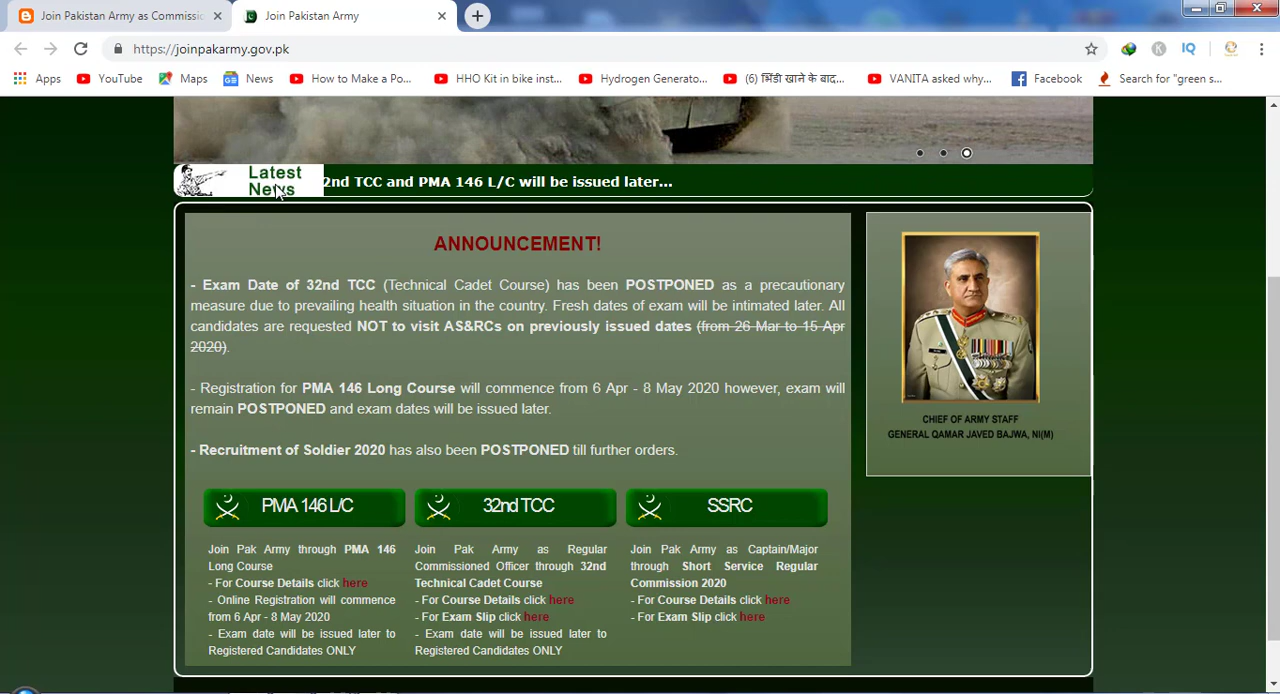 Join Pakistan Army as Commissi
Join Pakistan Army
https://joinpakarmy.gov.pk
Apps YouTube Maps News How to Make a Po... HHO Kit in bike inst... Hydrogen Generato... (6) भिंडी खाने के बाद... VANITA asked why... Facebook Search for "green s...
Latest
News
2nd TCC and PMA 146 L/C will be issued later...
ANNOUNCEMENT!
- Exam Date of 32nd TCC (Technical Cadet Course) has been POSTPONED as a precautionary
measure due to prevailing health situation in the country. Fresh dates of exam will be intimated later. All
candidates are requested NOT to visit AS&RCs on previously issued dates (from 26 Mar to 15 Apr
2020).
- Registration for PMA 146 Long Course will commence from 6 Apr - 8 May 2020 however, exam will
remain POSTPONED and exam dates will be issued later.
- Recruitment of Soldier 2020 has also been POSTPONED till further orders.
CHIEF OF ARMY STAFF
GENERAL QAMAR JAVED BAJWA, NI(M)
PMA 146 L/C
Join Pak Army through PMA 146
Long Course
- For Course Details click here
- Online Registration will commence
from 6 Apr - 8 May 2020
- Exam date will be issued later to
Registered Candidates ONLY
32nd TCC
Join Pak Army as Regular
Commissioned Officer through 32nd
Technical Cadet Course
- For Course Details click here
- For Exam Slip click here
- Exam date will be issued later to
Registered Candidates ONLY
SSRC
Join Pak Army as Captain/Major
through Short Service Regular
Commission 2020
- For Course Details click here
- For Exam Slip click here